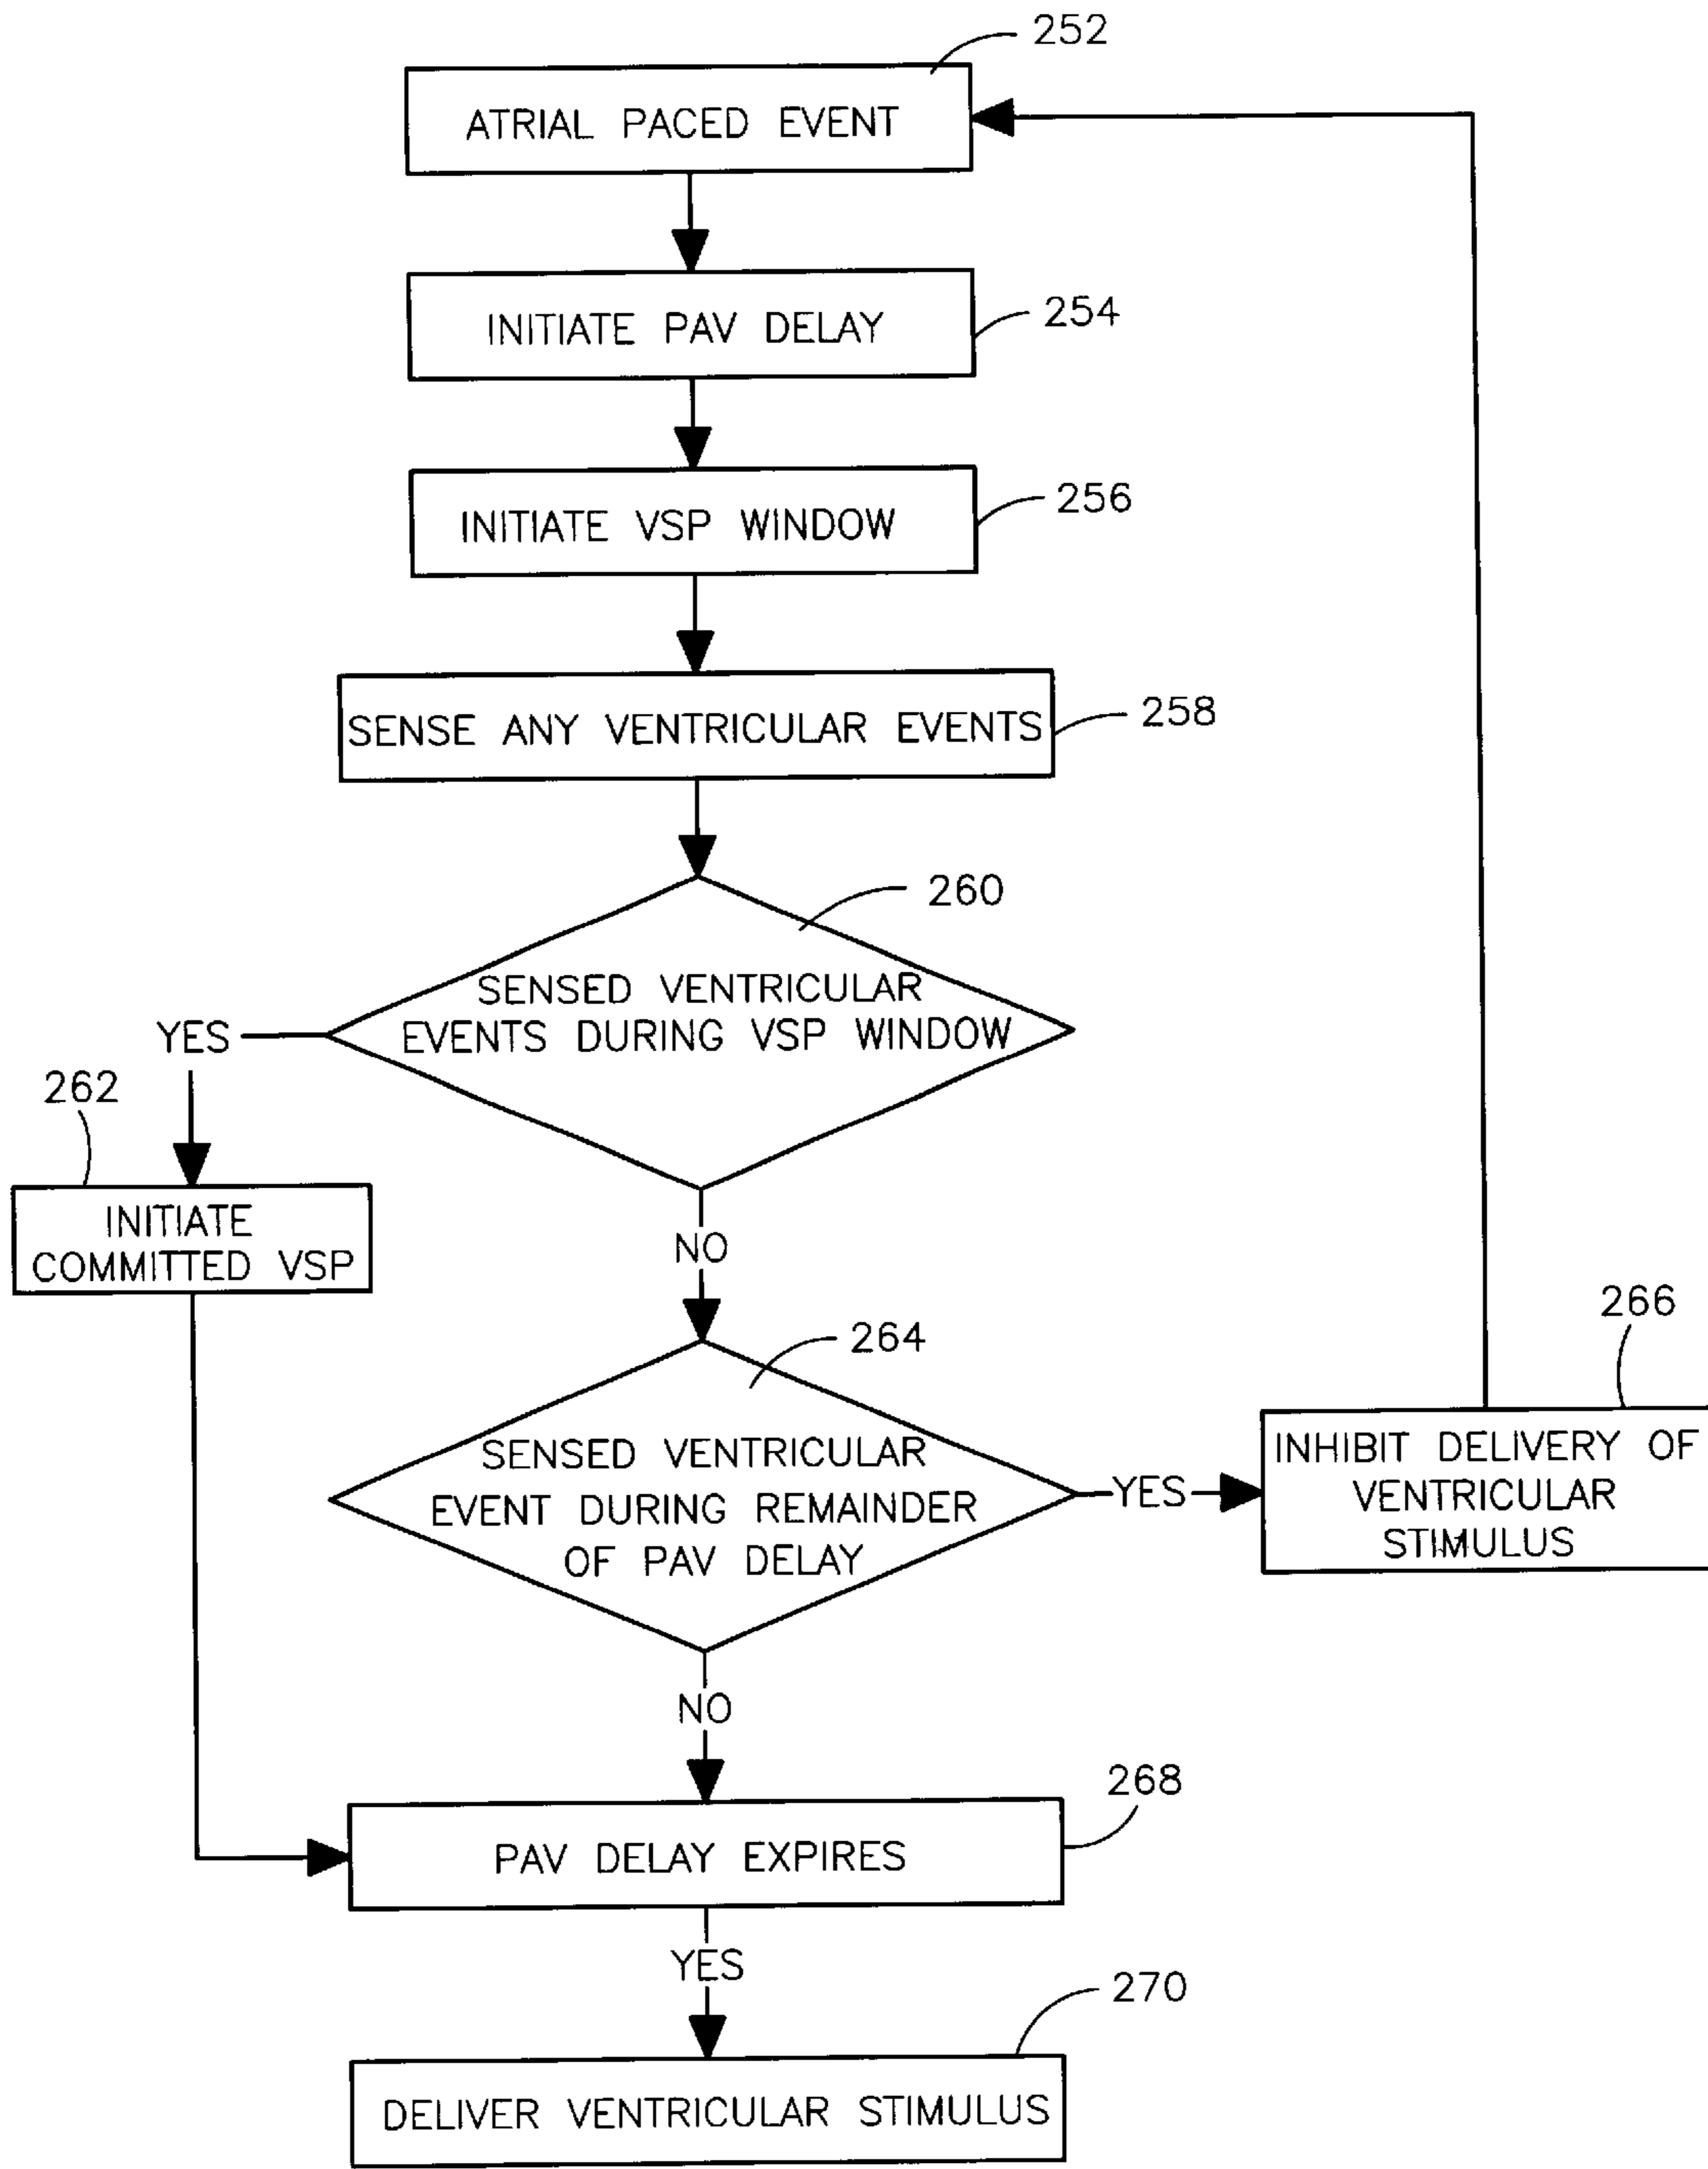 252
ATRIAL PACED EVENT
INITIATE PAV DELAY
254
INITIATE VSP WINDOW
256
SENSE ANY VENTRICULAR EVENTS
258
260
SENSED VENTRICULAR
EVENTS DURING VSP WINDOW
YES
262
INITIATE
COMMITTED VSP
NO
264
SENSED VENTRICULAR
EVENT DURING REMAINDER
OF PAV DELAY
YES
266
INHIBIT DELIVERY OF
VENTRICULAR
STIMULUS
NO
268
PAV DELAY EXPIRES
YES
270
DELIVER VENTRICULAR STIMULUS